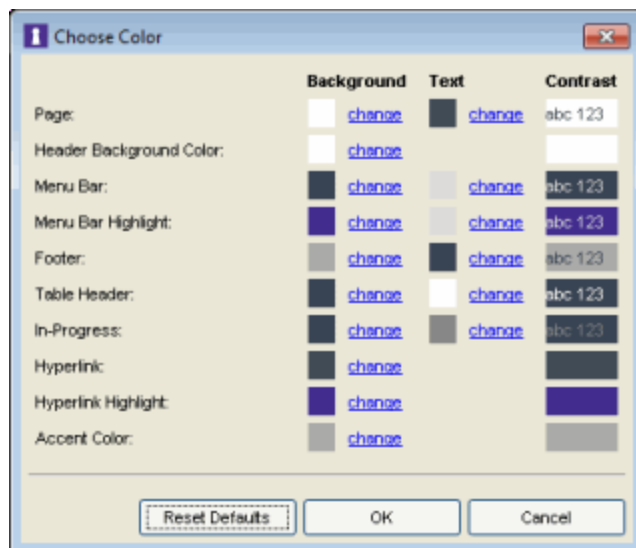 Choose Color
Background Text Contrast
Page: change change abc 123
Header Background Color: change
Menu Bar: change change abc 123
Menu Bar Highlight: change change abc 123
Footer: change change abc 123
Table Header: change change abc 123
In-Progress: change change abc 123
Hyperlink: change
Hyperlink Highlight: change
Accent Color: change
Reset Defaults OK Cancel